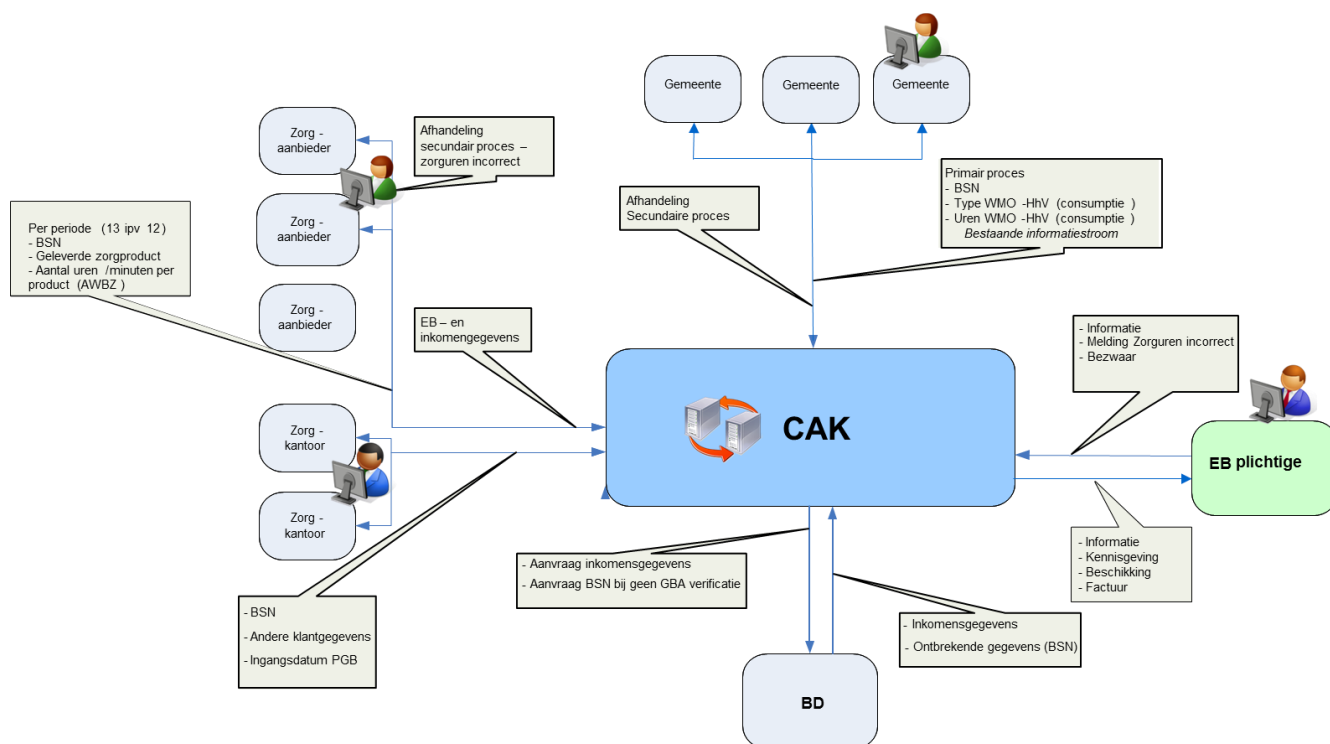 Gemeente
Gemeente
Gemeente
Zorg -
aanbieder
Afhandeling
secundair proces –
zorguren incorrect
Primair proces
- BSN
- Type WMO -HhV (consumptie )
- Uren WMO -HhV (consumptie )
Bestaande informatiestroom
Afhandeling
Secundaire proces
Per periode (13 ipv 12 )
- BSN
- Geleverde zorgproduct
- Aantal uren /minuten per
product (AWBZ )
Zorg -
aanbieder
Zorg -
aanbieder
EB – en
inkomengegevens
- Informatie
- Melding Zorguren incorrect
- Bezwaar
CAK
Zorg -
kantoor
EB plichtige
Zorg -
kantoor
- Aanvraag inkomensgegevens
- Aanvraag BSN bij geen GBA verificatie
- Informatie
- Kennisgeving
- Beschikking
- Factuur
- BSN
- Andere klantgegevens
- Ingangsdatum PGB
- Inkomensgegevens
- Ontbrekende gegevens (BSN)
BD